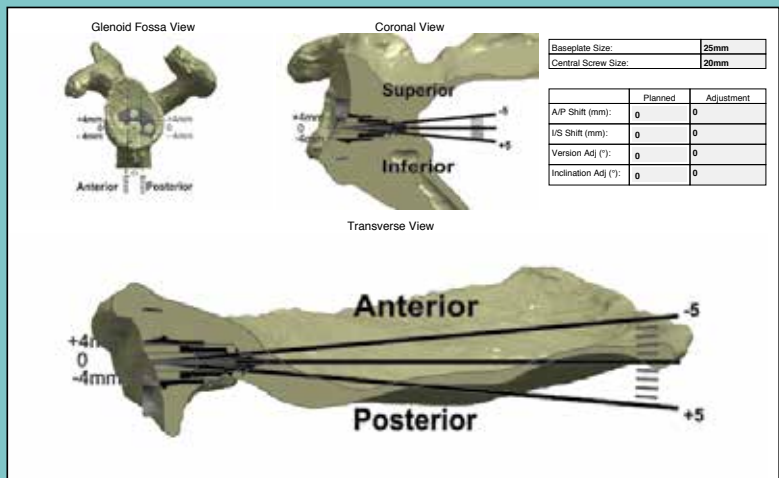 Glenoid Fossa View
+4mm +4mm
0 0
-4mm -4mm
Anterior Posterior
Coronal View
Superior
+4mm
0
-4mm
-5
+5
Inferior
Baseplate Size: 25mm
Central Screw Size: 20mm
Planned Adjustment
A/P Shift (mm): 0 0
I/S Shift (mm): 0 0
Version Adj (°): 0 0
Inclination Adj (°): 0 0
Transverse View
Anterior
-5
0
-4mm
Posterior
+5